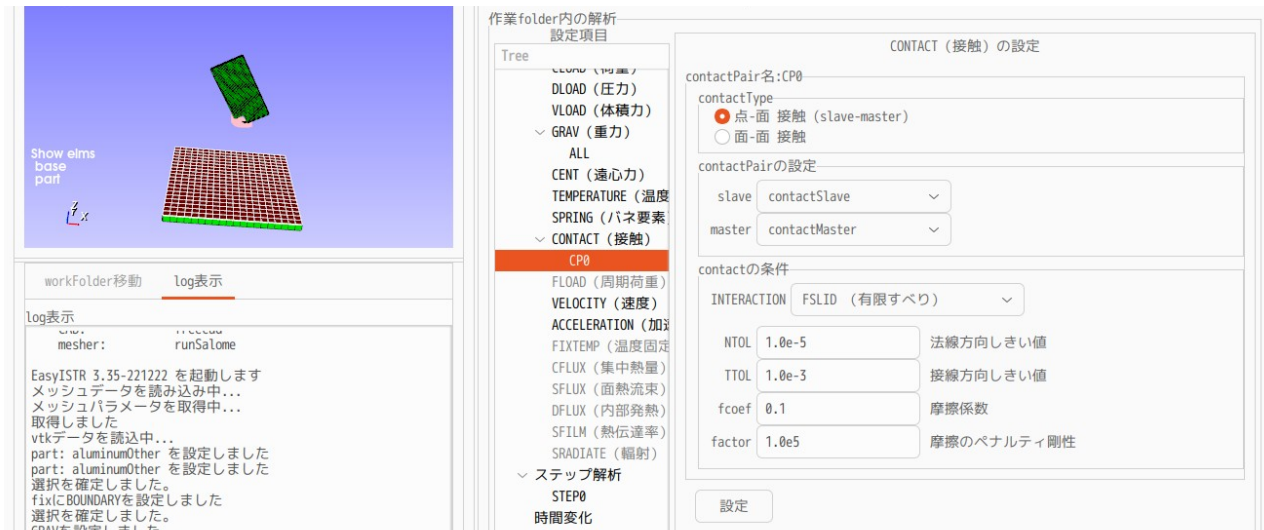 Show elms
base
part
Z
X
workFolder移動
log表示
log表示
mesher: runSalome
EasyISTR 3.35-221222 を起動します
メッシュデータを読み込み中...
メッシュパラメータを取得中...
取得しました
vtkデータを読込中...
part: aluminumOther を設定しました
part: aluminumOther を設定しました
選択を確定しました。
fixにBOUNDARYを設定しました
選択を確定しました。
作業folder内の解析
設定項目
Tree
DLOAD (圧力)
VLOAD (体積力)
GRAV (重力)
ALL
CENT (遠心力)
TEMPERATURE (温度
SPRING (バネ要素
CONTACT (接触)
CP0
FLOAD (周期荷重)
VELOCITY (速度)
ACCELERATION (加速
FIXTEMP (温度固定
CFLUX (集中熱量)
SFLUX (面熱流束)
DFLUX (内部発熱)
SFILM (熱伝達率)
SRADIATE (輻射)
ステップ解析
STEP0
時間変化
CONTACT (接触) の設定
contactPair名:CP0
contactType
点-面 接触 (slave-master)
面-面 接触
contactPairの設定
slave contactSlave
master contactMaster
contactの条件
INTERACTION FSLID (有限すべり)
NTOL 1.0e-5 法線方向しきい値
TTOL 1.0e-3 接線方向しきい値
fcoef 0.1 摩擦係数
factor 1.0e5 摩擦のペナルティ剛性
設定